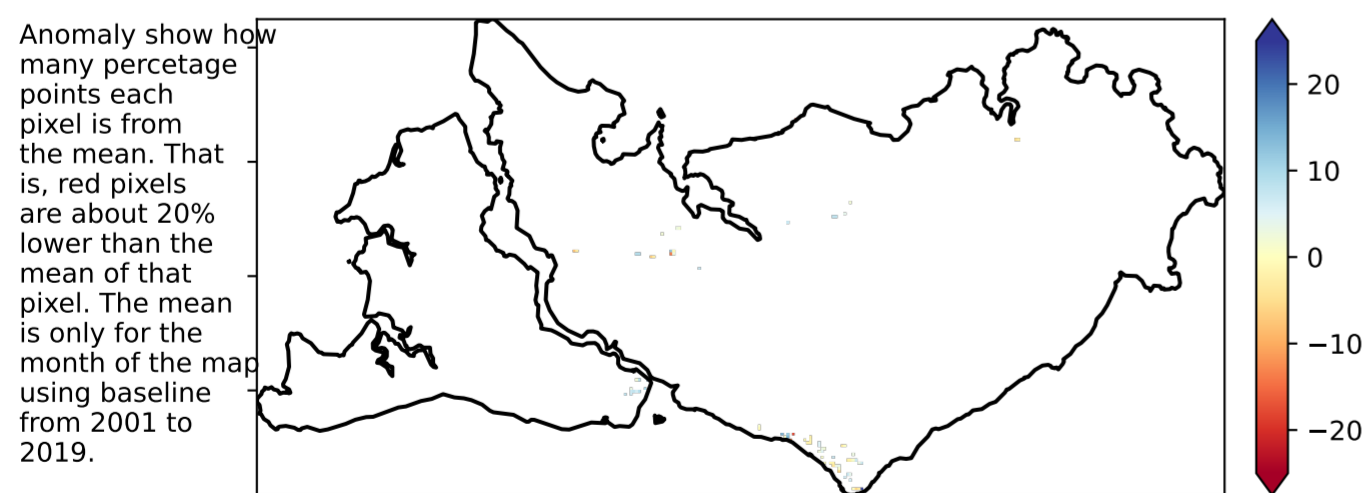 Anomaly show how
many percetage
points each
pixel is from
the mean. That
is, red pixels
are about 20%
lower than the
mean of that
pixel. The mean
is only for the
month of the map
using baseline
from 2001 to
2019.
20
10
0
−10
−20